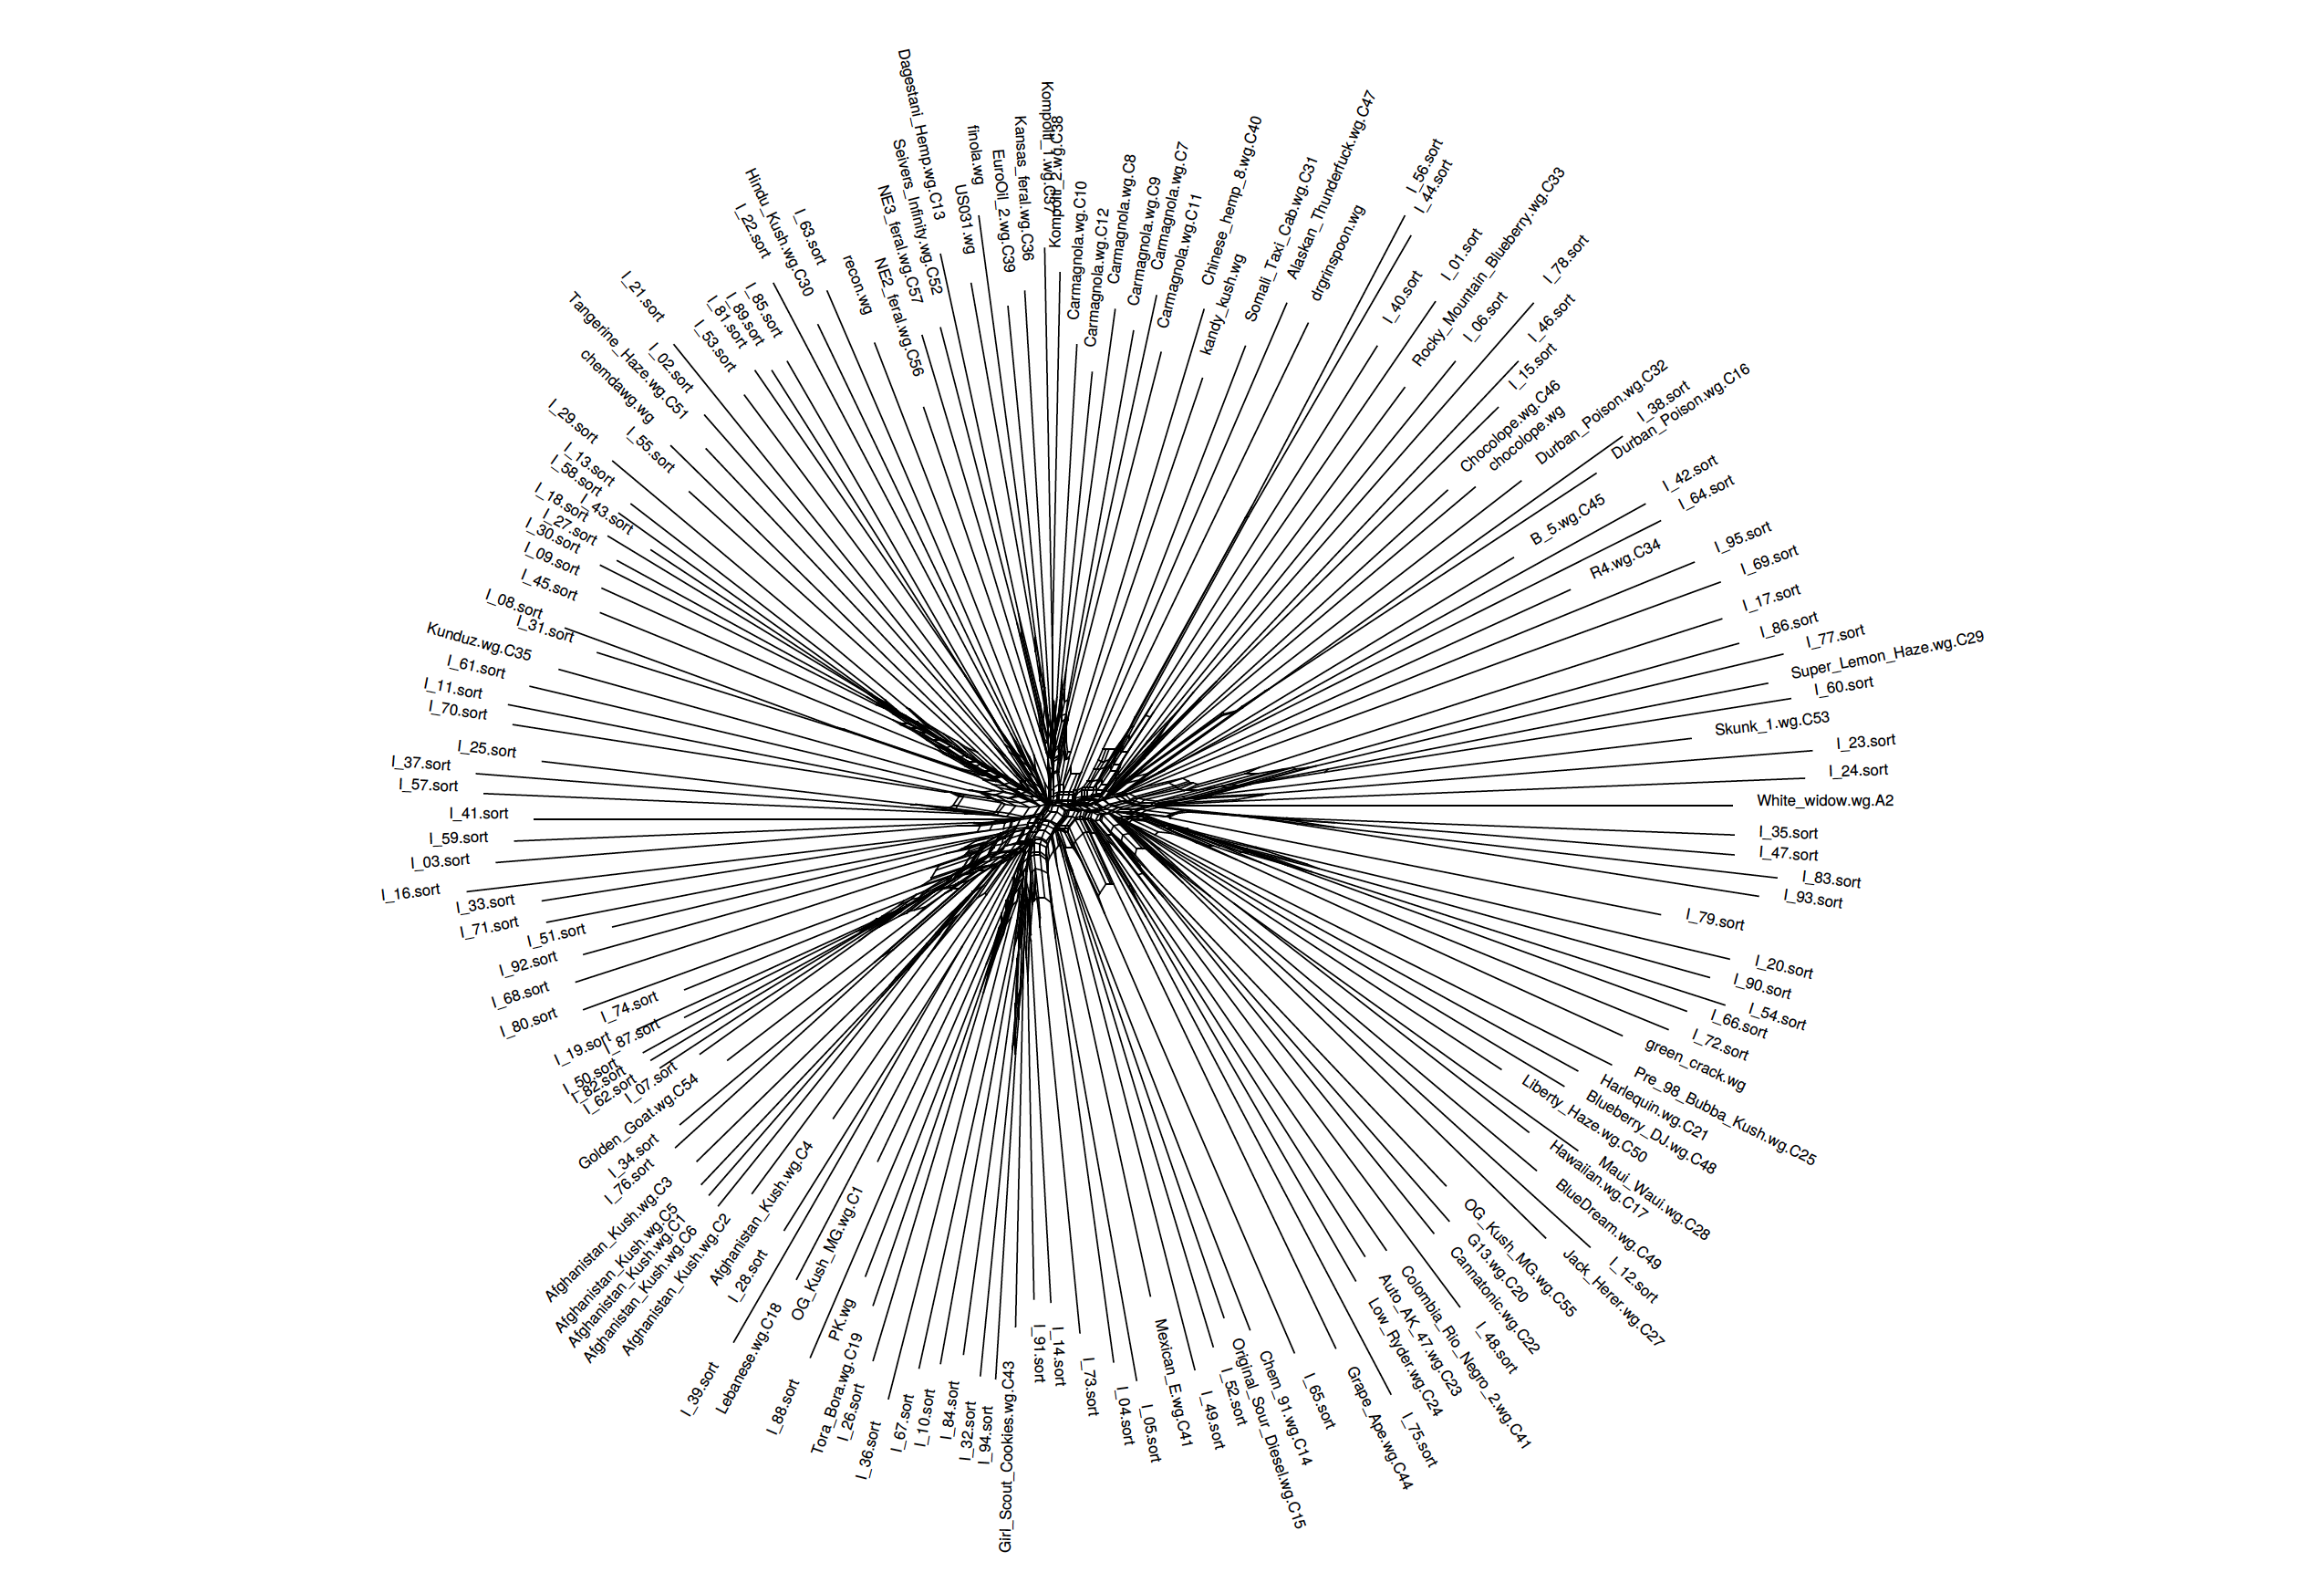 Dagestani_Hemp.wg.C13
finola.wg
EuroOil_2.wg.C39
Kansas_feral.wg.C36
Kompolti_1.wg.C37
Kompolti_2.wg.C38
Carmagnola.wg.C10
Carmagnola.wg.C12
Carmagnola.wg.C8
Carmagnola.wg.C9
Carmagnola.wg.C7
Carmagnola.wg.C11
Chinese_hemp_8.wg.C40
kandy_kush.wg
Somali_Taxi_Cab.wg.C31
Alaskan_Thunderfuck.wg.C47
drgrinspoon.wg
I_56.sort
I_44.sort
I_40.sort
I_01.sort
Rocky_Mountain_Blueberry.wg.C33
I_06.sort
I_78.sort
I_46.sort
I_15.sort
Chocolope.wg.C46
chocolope.wg
Durban_Poison.wg.C32
I_38.sort
Durban_Poison.wg.C16
B_5.wg.C45
I_42.sort
I_64.sort
R4.wg.C34
I_95.sort
I_69.sort
I_17.sort
I_86.sort
I_77.sort
Super_Lemon_Haze.wg.C29
I_60.sort
Skunk_1.wg.C53
I_23.sort
I_24.sort
White_widow.wg.A2
I_35.sort
I_47.sort
I_83.sort
I_93.sort
I_79.sort
I_20.sort
I_90.sort
I_54.sort
I_66.sort
I_72.sort
green_crack.wg
Pre_98_Bubba_Kush.wg.C25
Harlequin.wg.C21
Blueberry_DJ.wg.C48
Liberty_Haze.wg.C50
Maui_Waui.wg.C28
Hawaiian.wg.C17
BlueDream.wg.C49
I_12.sort
Jack_Herer.wg.C27
OG_Kush_MG.wg.C55
G13.wg.C20
Cannatonic.wg.C22
I_48.sort
Colombia_Rio_Negro_2.wg.C41
Auto_AK_47.wg.C23
Low_Ryder.wg.C24
I_75.sort
Grape_Ape.wg.C44
I_65.sort
Chem_91.wg.C14
Original_Sour_Diesel.wg.C15
I_52.sort
I_49.sort
Mexican_E.wg.C41
I_05.sort
I_04.sort
I_73.sort
I_14.sort
I_91.sort
Girl_Scout_Cookies.wg.C43
I_94.sort
I_32.sort
I_84.sort
I_10.sort
I_67.sort
I_36.sort
I_26.sort
Tora_Bora.wg.C19
PK.wg
I_88.sort
OG_Kush_MG.wg.C1
Lebanese.wg.C18
I_39.sort
I_28.sort
Afghanistan_Kush.wg.C4
Afghanistan_Kush.wg.C2
Afghanistan_Kush.wg.C6
Afghanistan_Kush.wg.C1
Afghanistan_Kush.wg.C5
Afghanistan_Kush.wg.C3
I_76.sort
I_34.sort
Golden_Goat.wg.C54
I_07.sort
I_62.sort
I_82.sort
I_50.sort
I_87.sort
I_19.sort
I_74.sort
I_80.sort
I_68.sort
I_92.sort
I_51.sort
I_71.sort
I_33.sort
I_16.sort
I_03.sort
I_59.sort
I_41.sort
I_57.sort
I_37.sort
I_25.sort
I_70.sort
I_11.sort
I_61.sort
Kunduz.wg.C35
I_31.sort
I_08.sort
I_45.sort
I_09.sort
I_30.sort
I_27.sort
I_43.sort
I_18.sort
I_58.sort
I_13.sort
I_55.sort
I_29.sort
chemdawg.wg
Tangerine_Haze.wg.C51
I_02.sort
I_21.sort
I_53.sort
I_81.sort
I_89.sort
I_85.sort
I_22.sort
Hindu_Kush.wg.C30
I_63.sort
recon.wg
NE2_feral.wg.C56
NE3_feral.wg.C57
Seivers_Infinity.wg.C52
US031.wg